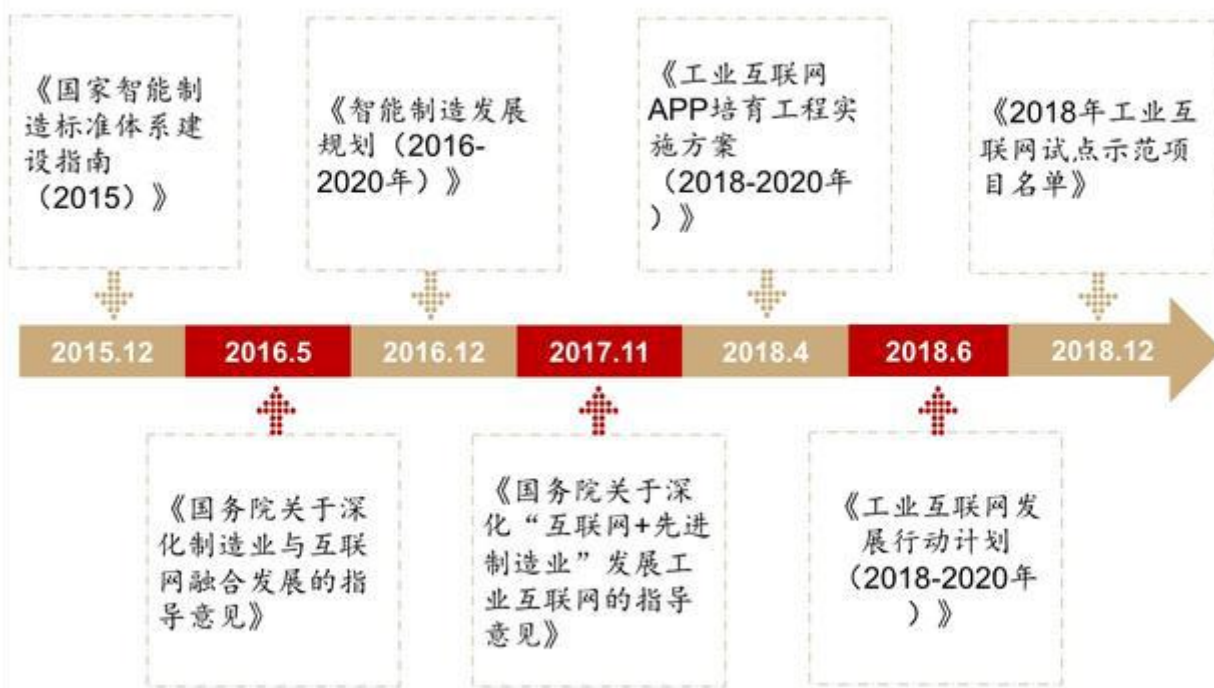 《国家智能制
造标准体系建
设指南
（2015）》
《智能制造发展
规划（2016-
2020年）》
《工业互联网
APP培育工程实
施方案
（2018-2020年
）》
《2018年工业互
联网试点示范项
目名单》
2015.12
2016.5
2016.12
2017.11
2018.4
2018.6
2018.12
《国务院关于深
化制造业与互联
网融合发展的指
导意见》
《国务院关于深
化“互联网+先进
制造业”发展工
业互联网的指导
意见》
《工业互联网发
展行动计划
（2018-2020年
）》